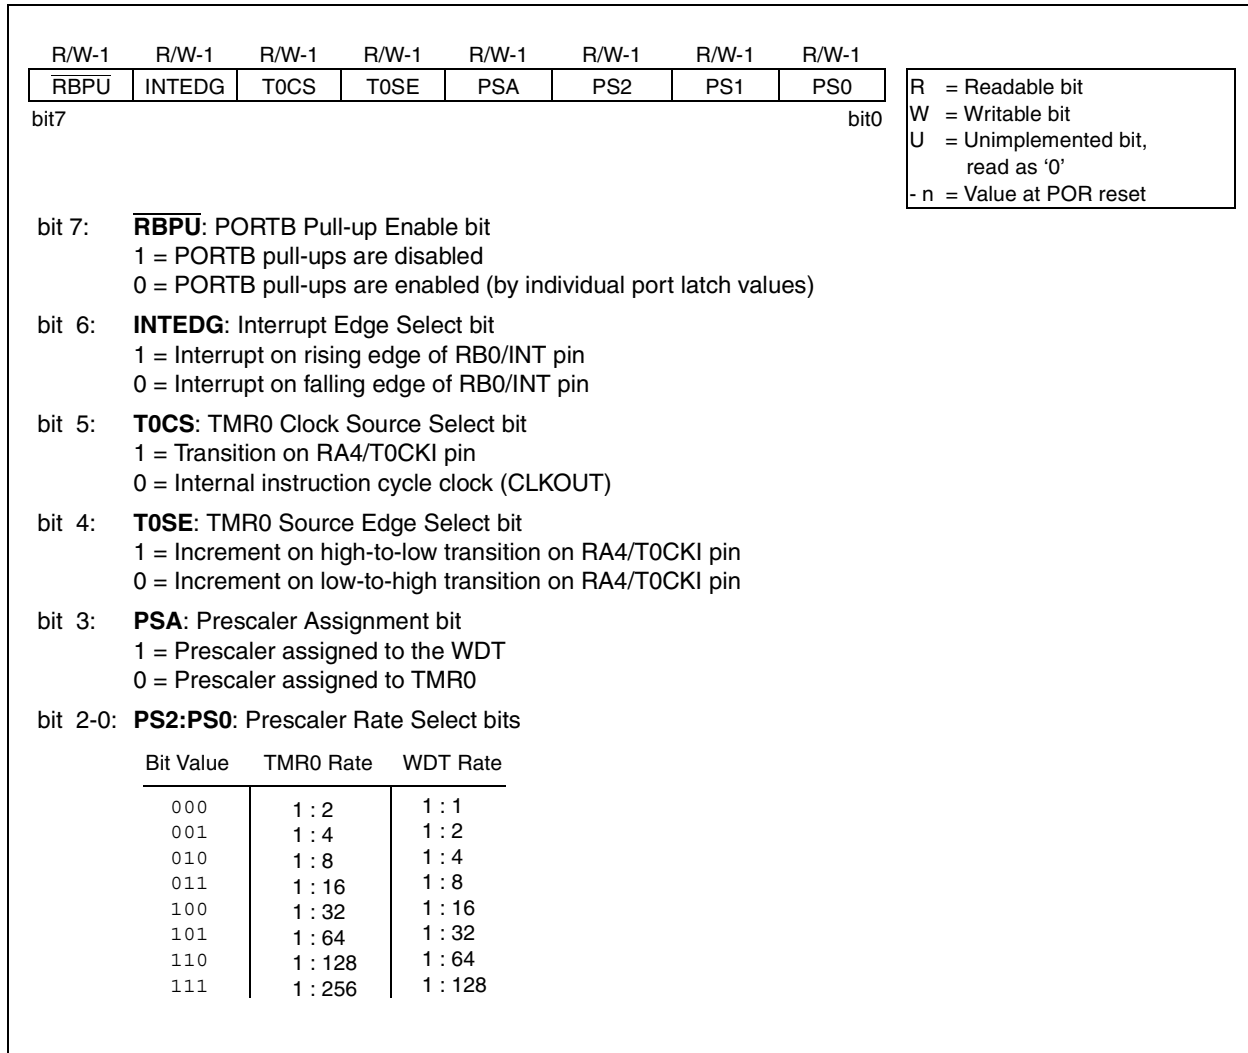 R/W-1 R/W-1 R/W-1 R/W-1 R/W-1 R/W-1 R/W-1 R/W-1
RBPU INTEDG T0CS T0SE PSA PS2 PS1 PS0
bit7 bit0
R = Readable bit
W = Writable bit
U = Unimplemented bit,
read as ‘0’
- n = Value at POR reset
bit 7: RBPU: PORTB Pull-up Enable bit
1 = PORTB pull-ups are disabled
0 = PORTB pull-ups are enabled (by individual port latch values)
bit 6: INTEDG: Interrupt Edge Select bit
1 = Interrupt on rising edge of RB0/INT pin
0 = Interrupt on falling edge of RB0/INT pin
bit 5: T0CS: TMR0 Clock Source Select bit
1 = Transition on RA4/T0CKI pin
0 = Internal instruction cycle clock (CLKOUT)
bit 4: T0SE: TMR0 Source Edge Select bit
1 = Increment on high-to-low transition on RA4/T0CKI pin
0 = Increment on low-to-high transition on RA4/T0CKI pin
bit 3: PSA: Prescaler Assignment bit
1 = Prescaler assigned to the WDT
0 = Prescaler assigned to TMR0
bit 2-0: PS2:PS0: Prescaler Rate Select bits
Bit Value TMR0 Rate WDT Rate
000 1 : 2 1 : 1
001 1 : 4 1 : 2
010 1 : 8 1 : 4
011 1 : 16 1 : 8
100 1 : 32 1 : 16
101 1 : 64 1 : 32
110 1 : 128 1 : 64
111 1 : 256 1 : 128